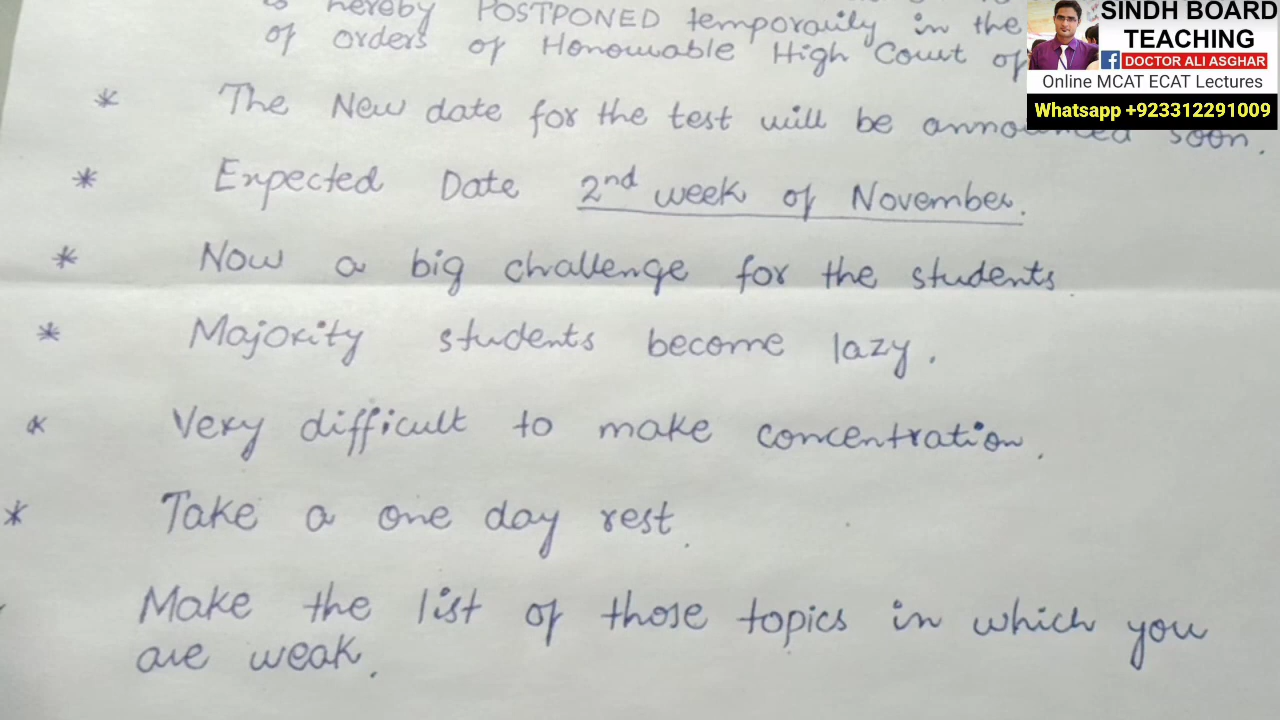 is hereby POSTPONED temporarily in the
of orders of Honourable High Court of
* The New date for the test will be announced soon.
* Expected Date 2nd week of November.
* Now a big challenge for the students.
* Majority students become lazy.
* Very difficult to make concentration.
* Take a one day rest.
Make the list of those topics in which you
are weak.
SINDH BOARD
TEACHING
f DOCTOR ALI ASGHAR
Online MCAT ECAT Lectures
Whatsapp +923312291009